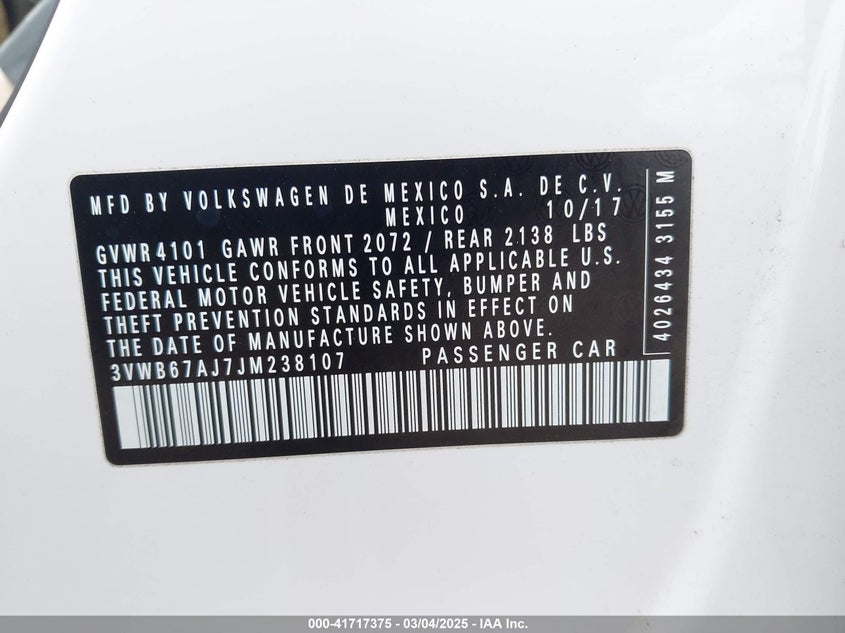 MFD BY VOLKSWAGEN DE MEXICO S.A. DE C.V.
MEXICO 10/17
GVWR 4101 GAWR FRONT 2072 / REAR 2138 LBS
THIS VEHICLE CONFORMS TO ALL APPLICABLE U.S.
FEDERAL MOTOR VEHICLE SAFETY, BUMPER AND
THEFT PREVENTION STANDARDS IN EFFECT ON
THE DATE OF MANUFACTURE SHOWN ABOVE.
3VWB67AJ7JM238107 PASSENGER CAR
4026434 3155 M
000-41717375 - 03/04/2025 - IAA Inc.